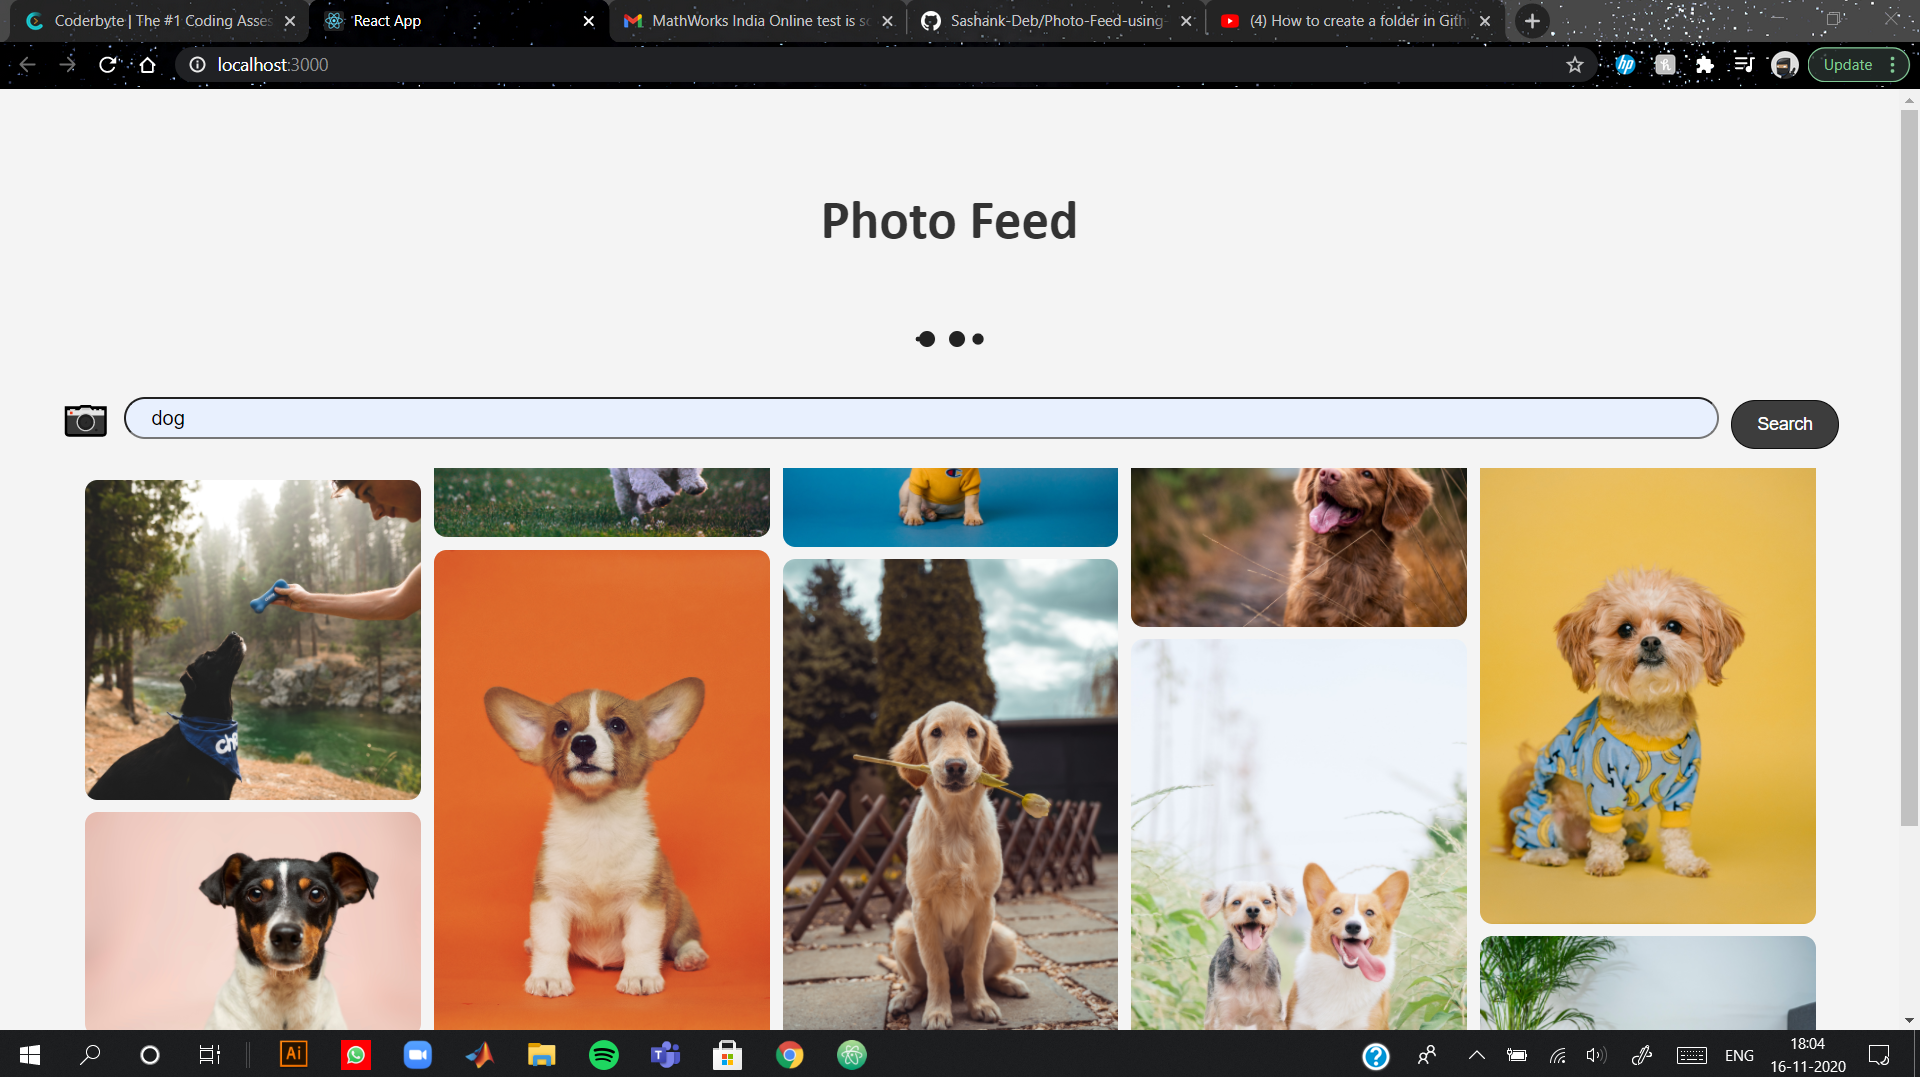 Coderbyte | The #1 Coding Asses
React App
MathWorks India Online test is sc
Sashank-Deb/Photo-Feed-using-
(4) How to create a folder in Gith
localhost:3000
hp
Update
Photo Feed
dog
Search
Ai
ENG
18:04
16-11-2020